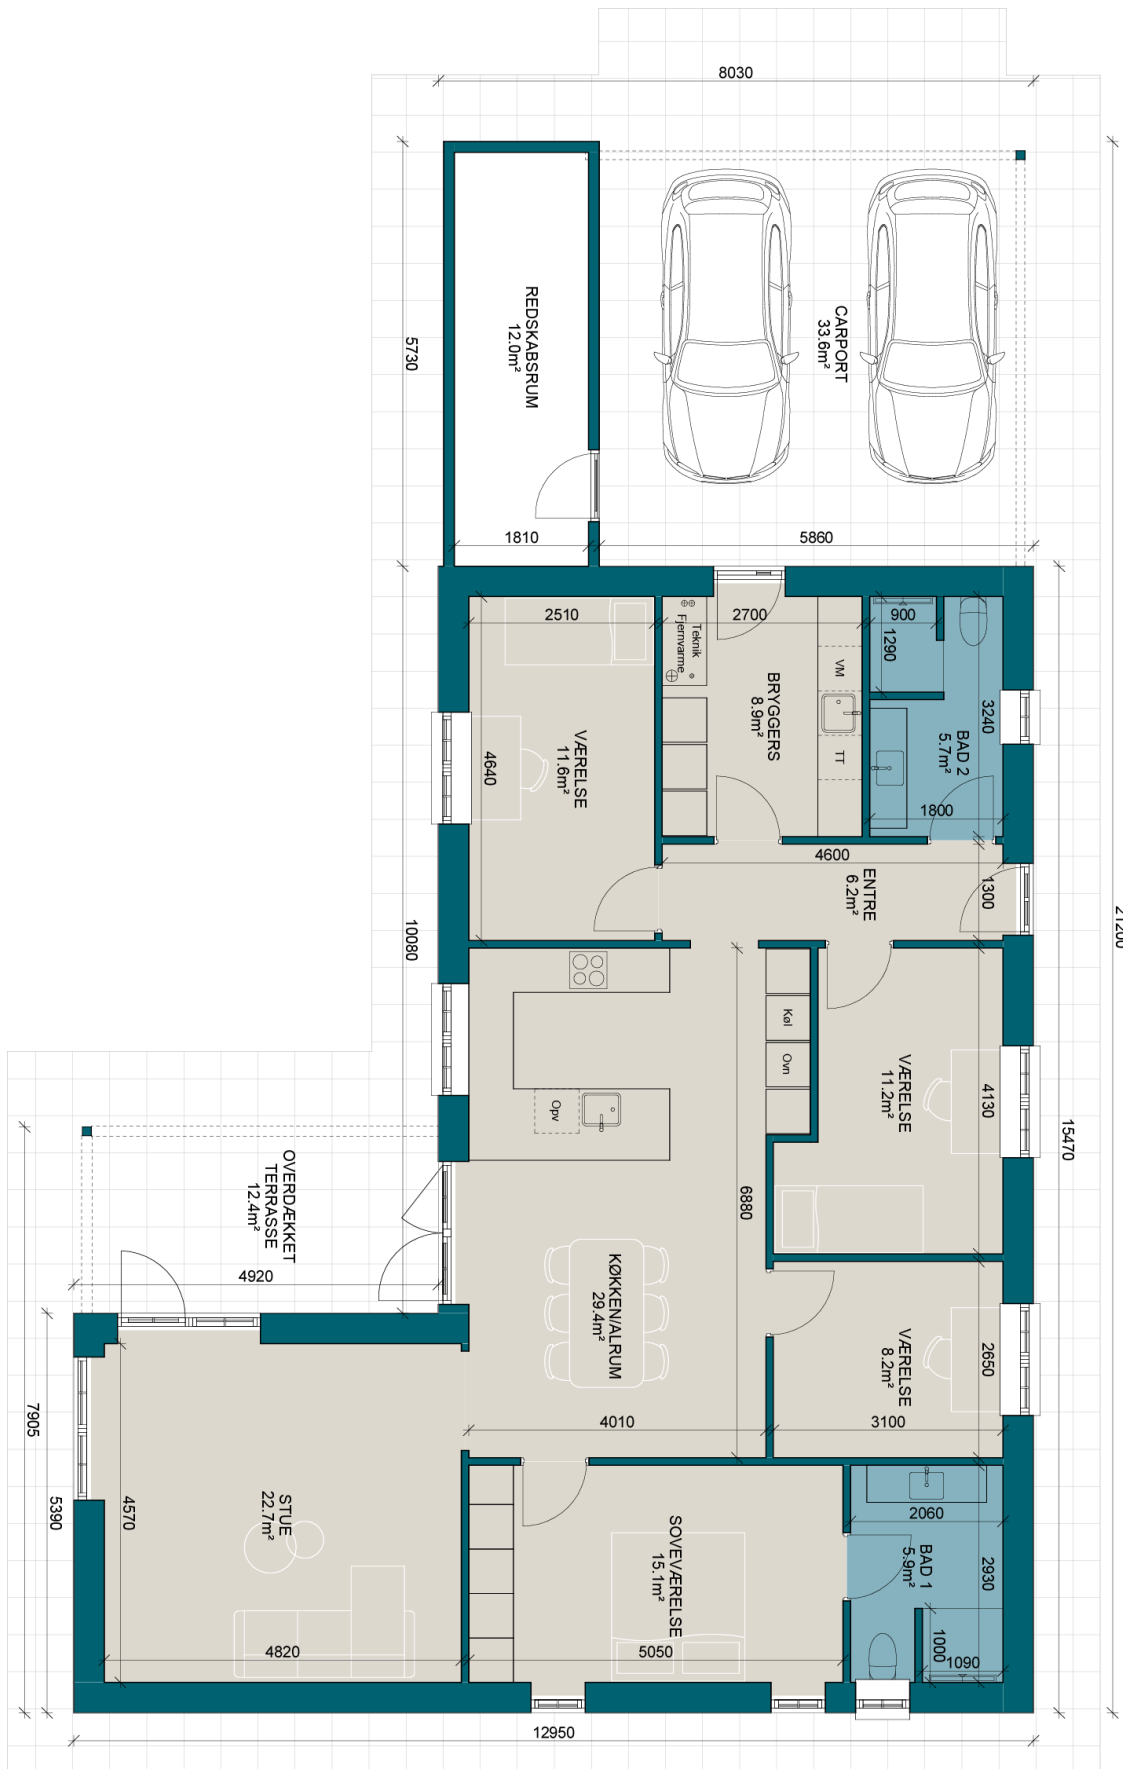 8030
5730
REDSKABSRUM
12.0m²
CARPORT
33.6m²
1810
5860
21200
2510
2700
900
1290
Teknik
Fjernvarme
VM
TT
BRYGGERS
8.9m²
3240
BAD 2
5.7m²
1800
VÆRELSE
11.6m²
4640
4600
ENTRE
6.2m²
1300
10080
15470
Køl
Ovn
Opv
VÆRELSE
11.2m²
4130
6880
OVERDÆKKET
TERRASSE
12.4m²
4920
KØKKEN/ALRUM
29.4m²
VÆRELSE
8.2m²
2650
4010
3100
7905
5390
4570
STUE
22.7m²
4820
SOVEVÆRELSE
15.1m²
5050
2060
BAD 1
5.9m²
2930
1000
1090
12950